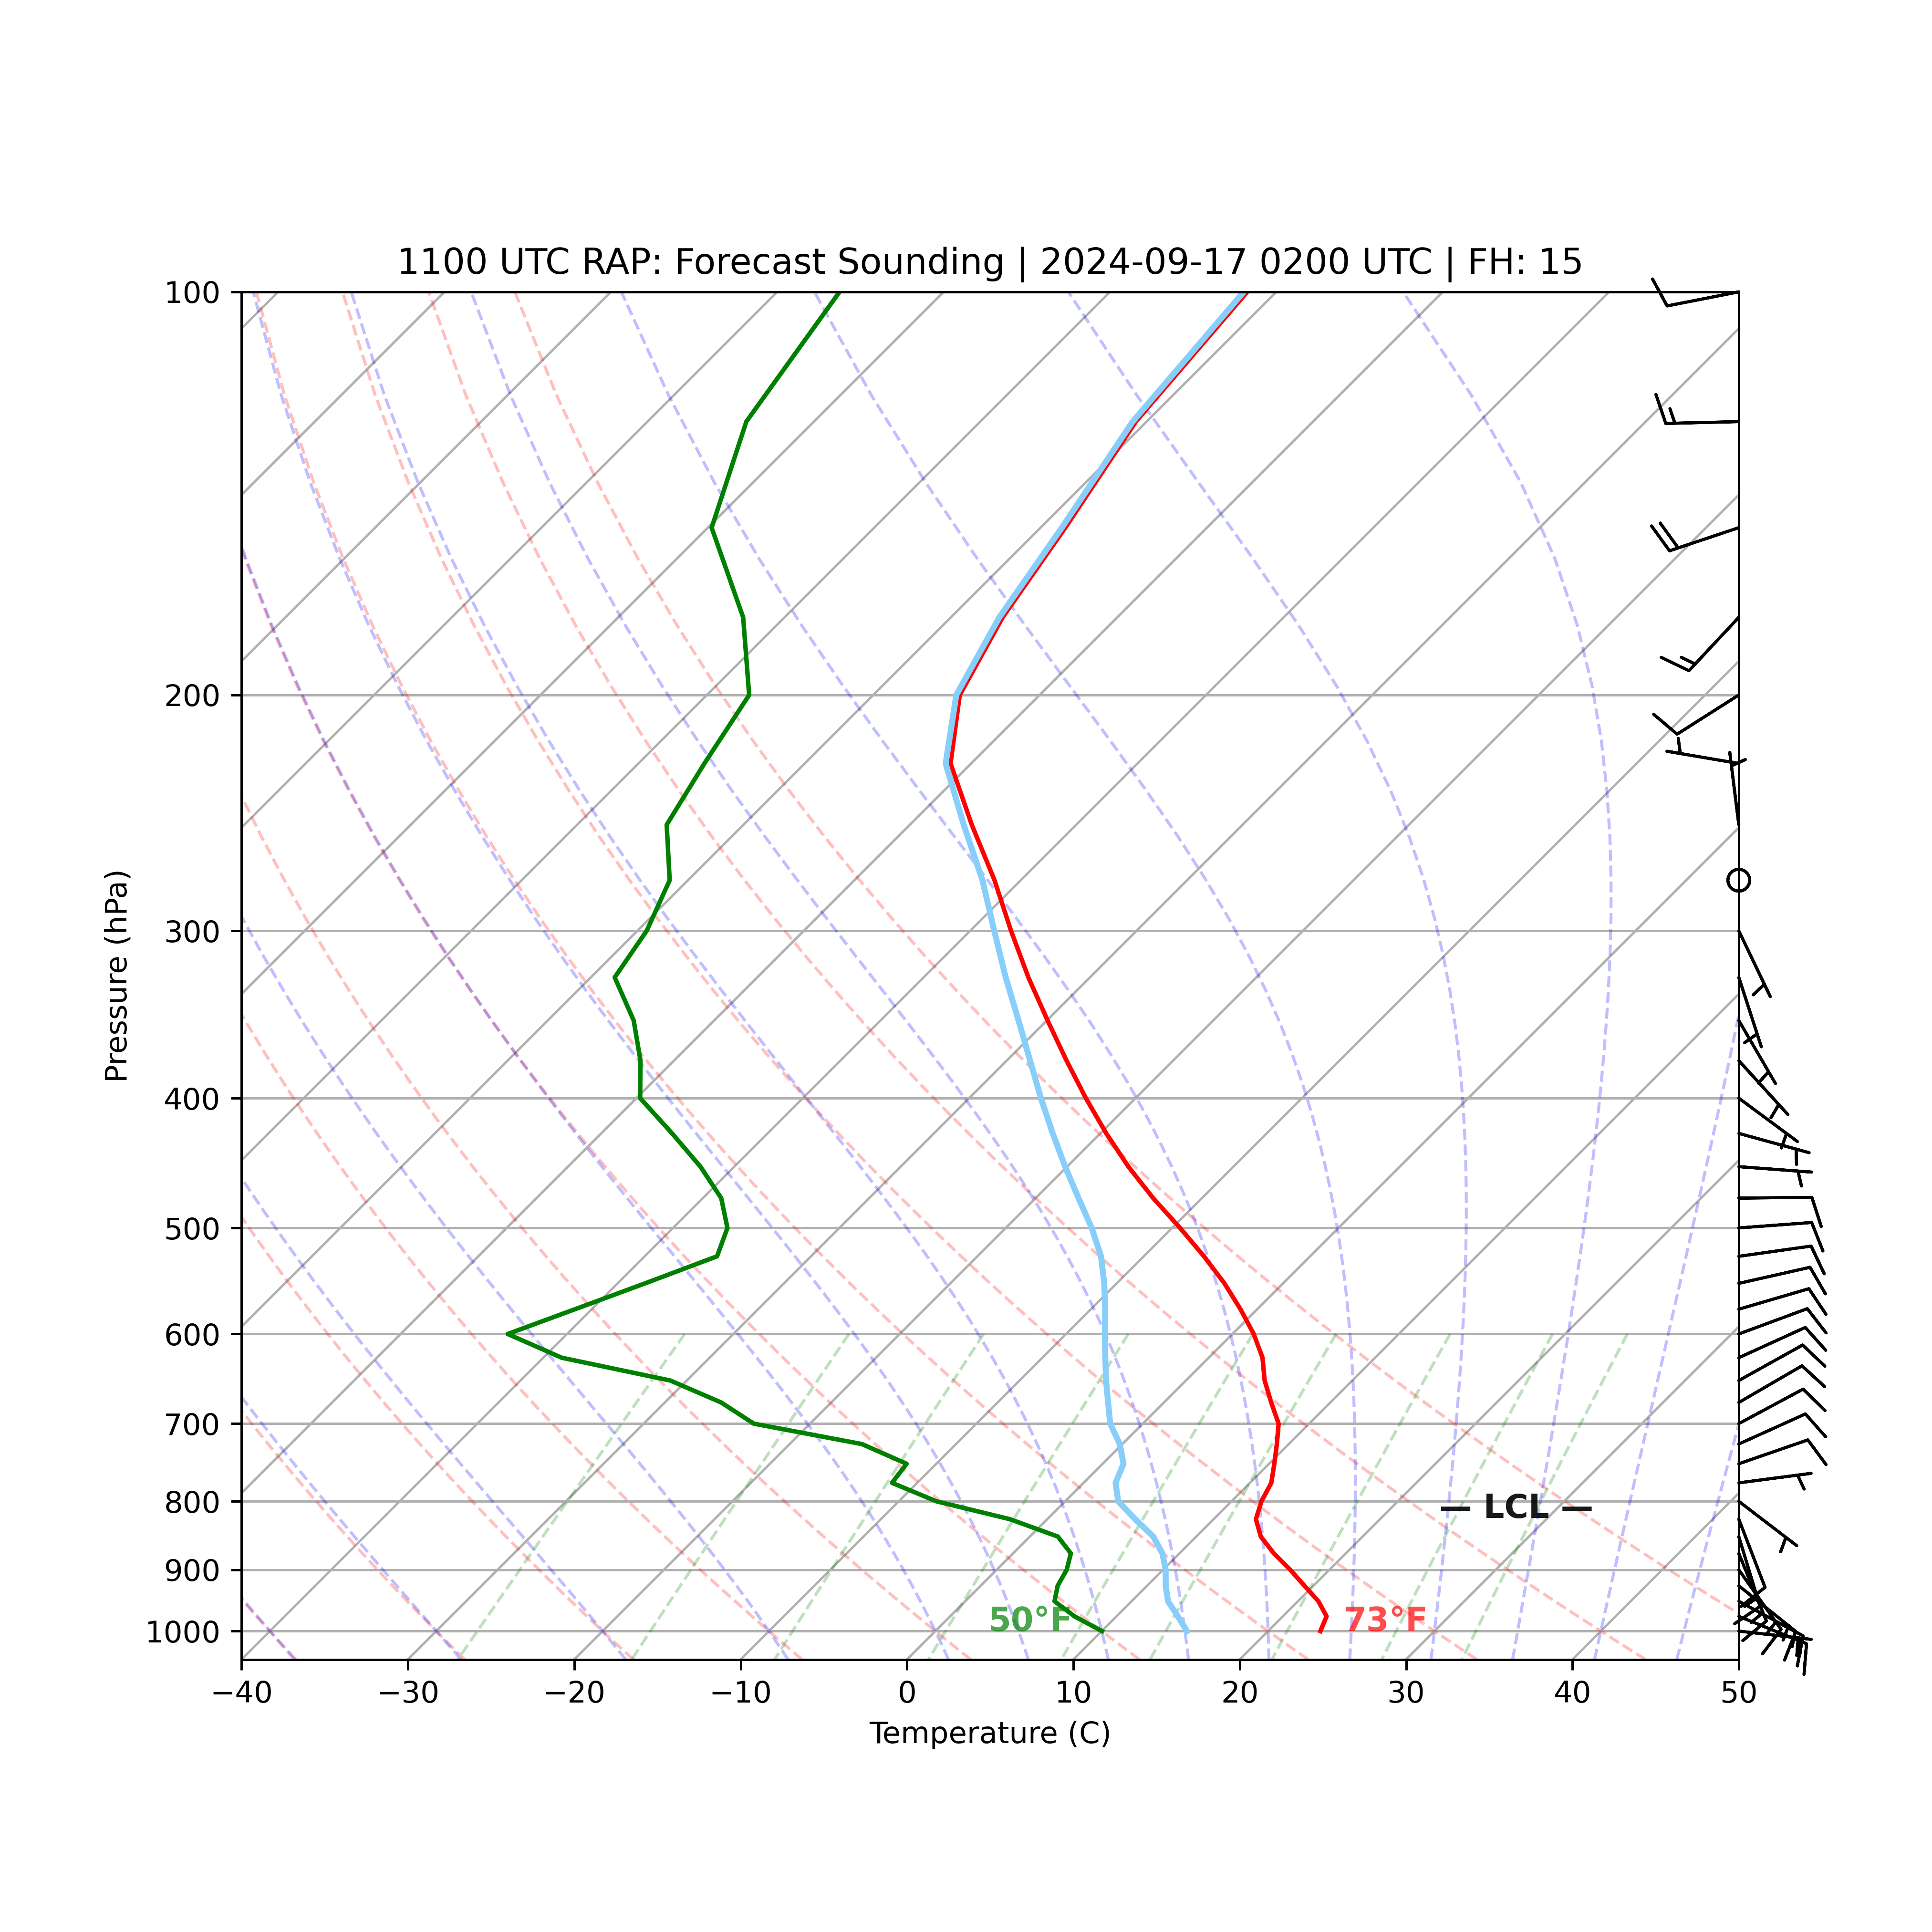 1100 UTC RAP: Forecast Sounding | 2024-09-17 0200 UTC | FH: 15
100
200
300
400
500
600
700
800
900
1000
Pressure (hPa)
— LCL —
50°F
73°F
−40 −30 −20 −10 0 10 20 30 40 50
Temperature (C)